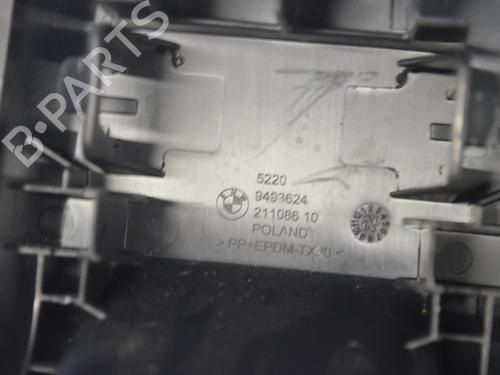 B-PARTS
5220
9493624
211086 10
POLAND
>PP+EPDM-TX20<